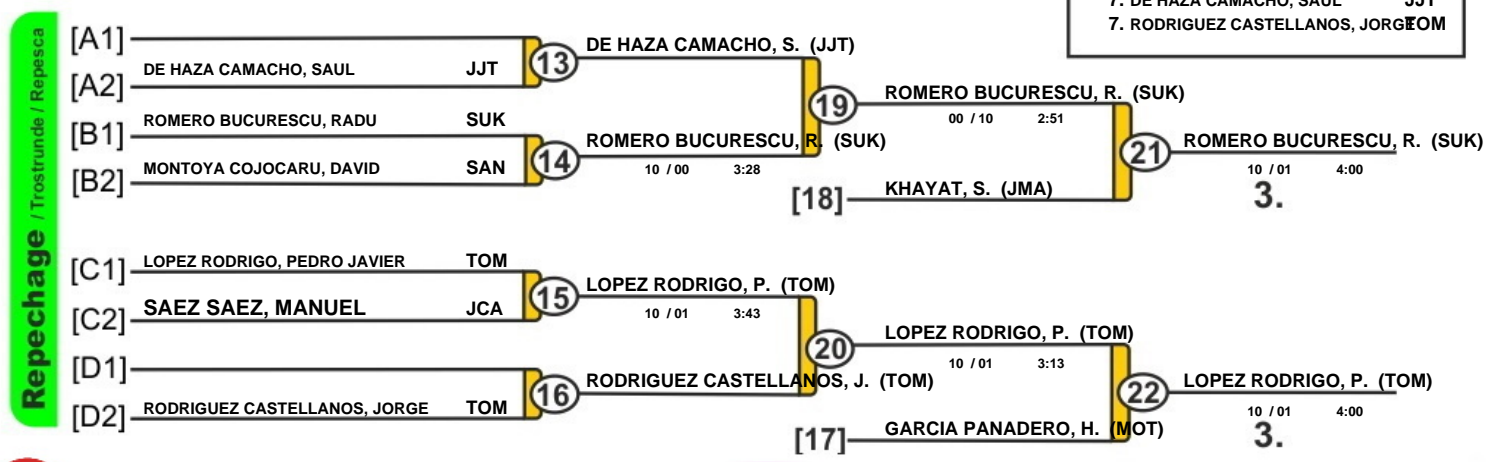 7. DE HAZA CAMACHO, SAUL JJT
7. RODRIGUEZ CASTELLANOS, JORGE TOM
Repechage / Trostrunde / Repesca
[A1]
DE HAZA CAMACHO, S. (JJT)
13
DE HAZA CAMACHO, SAUL JJT
[A2]
ROMERO BUCURESCU, R. (SUK)
19
00 / 10 2:51
[B1] ROMERO BUCURESCU, RADU SUK
ROMERO BUCURESCU, R. (SUK)
14
10 / 00 3:28
[B2] MONTOYA COJOCARU, DAVID SAN
ROMERO BUCURESCU, R. (SUK)
21
10 / 01 4:00
3.
[18] KHAYAT, S. (JMA)
[C1] LOPEZ RODRIGO, PEDRO JAVIER TOM
LOPEZ RODRIGO, P. (TOM)
15
10 / 01 3:43
[C2] SAEZ SAEZ, MANUEL JCA
LOPEZ RODRIGO, P. (TOM)
20
10 / 01 3:13
[D1]
RODRIGUEZ CASTELLANOS, J. (TOM)
16
[D2] RODRIGUEZ CASTELLANOS, JORGE TOM
LOPEZ RODRIGO, P. (TOM)
22
10 / 01 4:00
3.
[17] GARCIA PANADERO, H. (MOT)